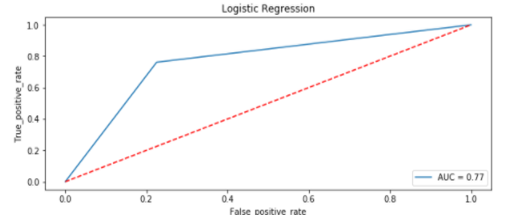 Logistic Regression
1.0
0.8
0.6
0.4
0.2
0.0
True_positive_rate
0.0 0.2 0.4 0.6 0.8 1.0
False_positive_rate
AUC = 0.77